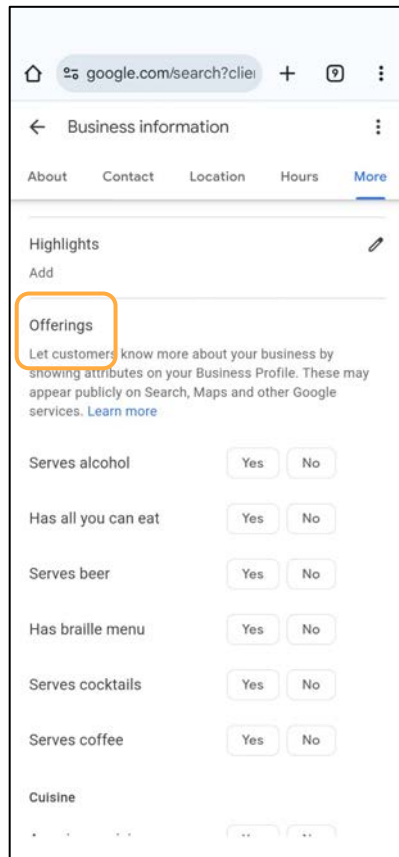 google.com/search?clie
9
Business information
About Contact Location Hours More
Highlights
Add
Offerings
Let customers know more about your business by
showing attributes on your Business Profile. These may
appear publicly on Search, Maps and other Google
services. Learn more
Serves alcohol Yes No
Has all you can eat Yes No
Serves beer Yes No
Has braille menu Yes No
Serves cocktails Yes No
Serves coffee Yes No
Cuisine